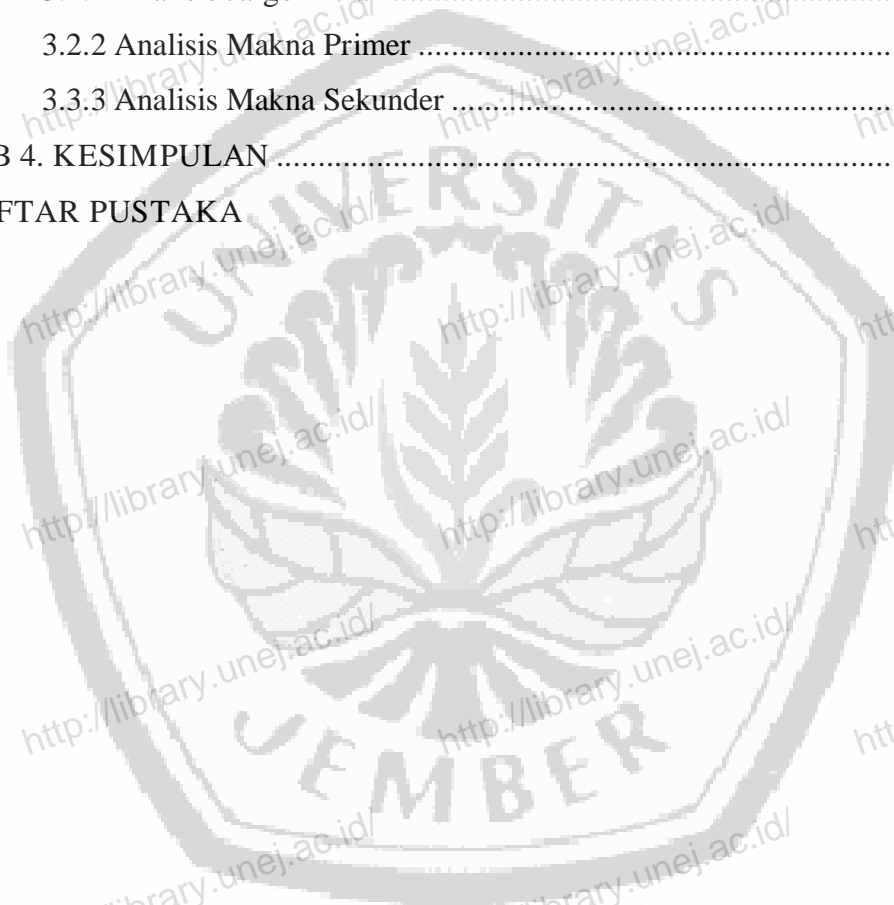 3.2.2 Analisis Makna Primer ........................................................
http://library.unej.ac.id/
http://library.unej.ac.id/
3.3.3 Analisis Makna Sekunder ....................................................
B 4. KESIMPULAN ..........................................................................
FTAR PUSTAKA
UNIVERSITAS
http://library.unej.ac.id/
http://library.unej.ac.id/
http://library.unej.ac.id/
http://library.unej.ac.id/
http://library.unej.ac.id/
http://library.unej.ac.id/
JEMBER